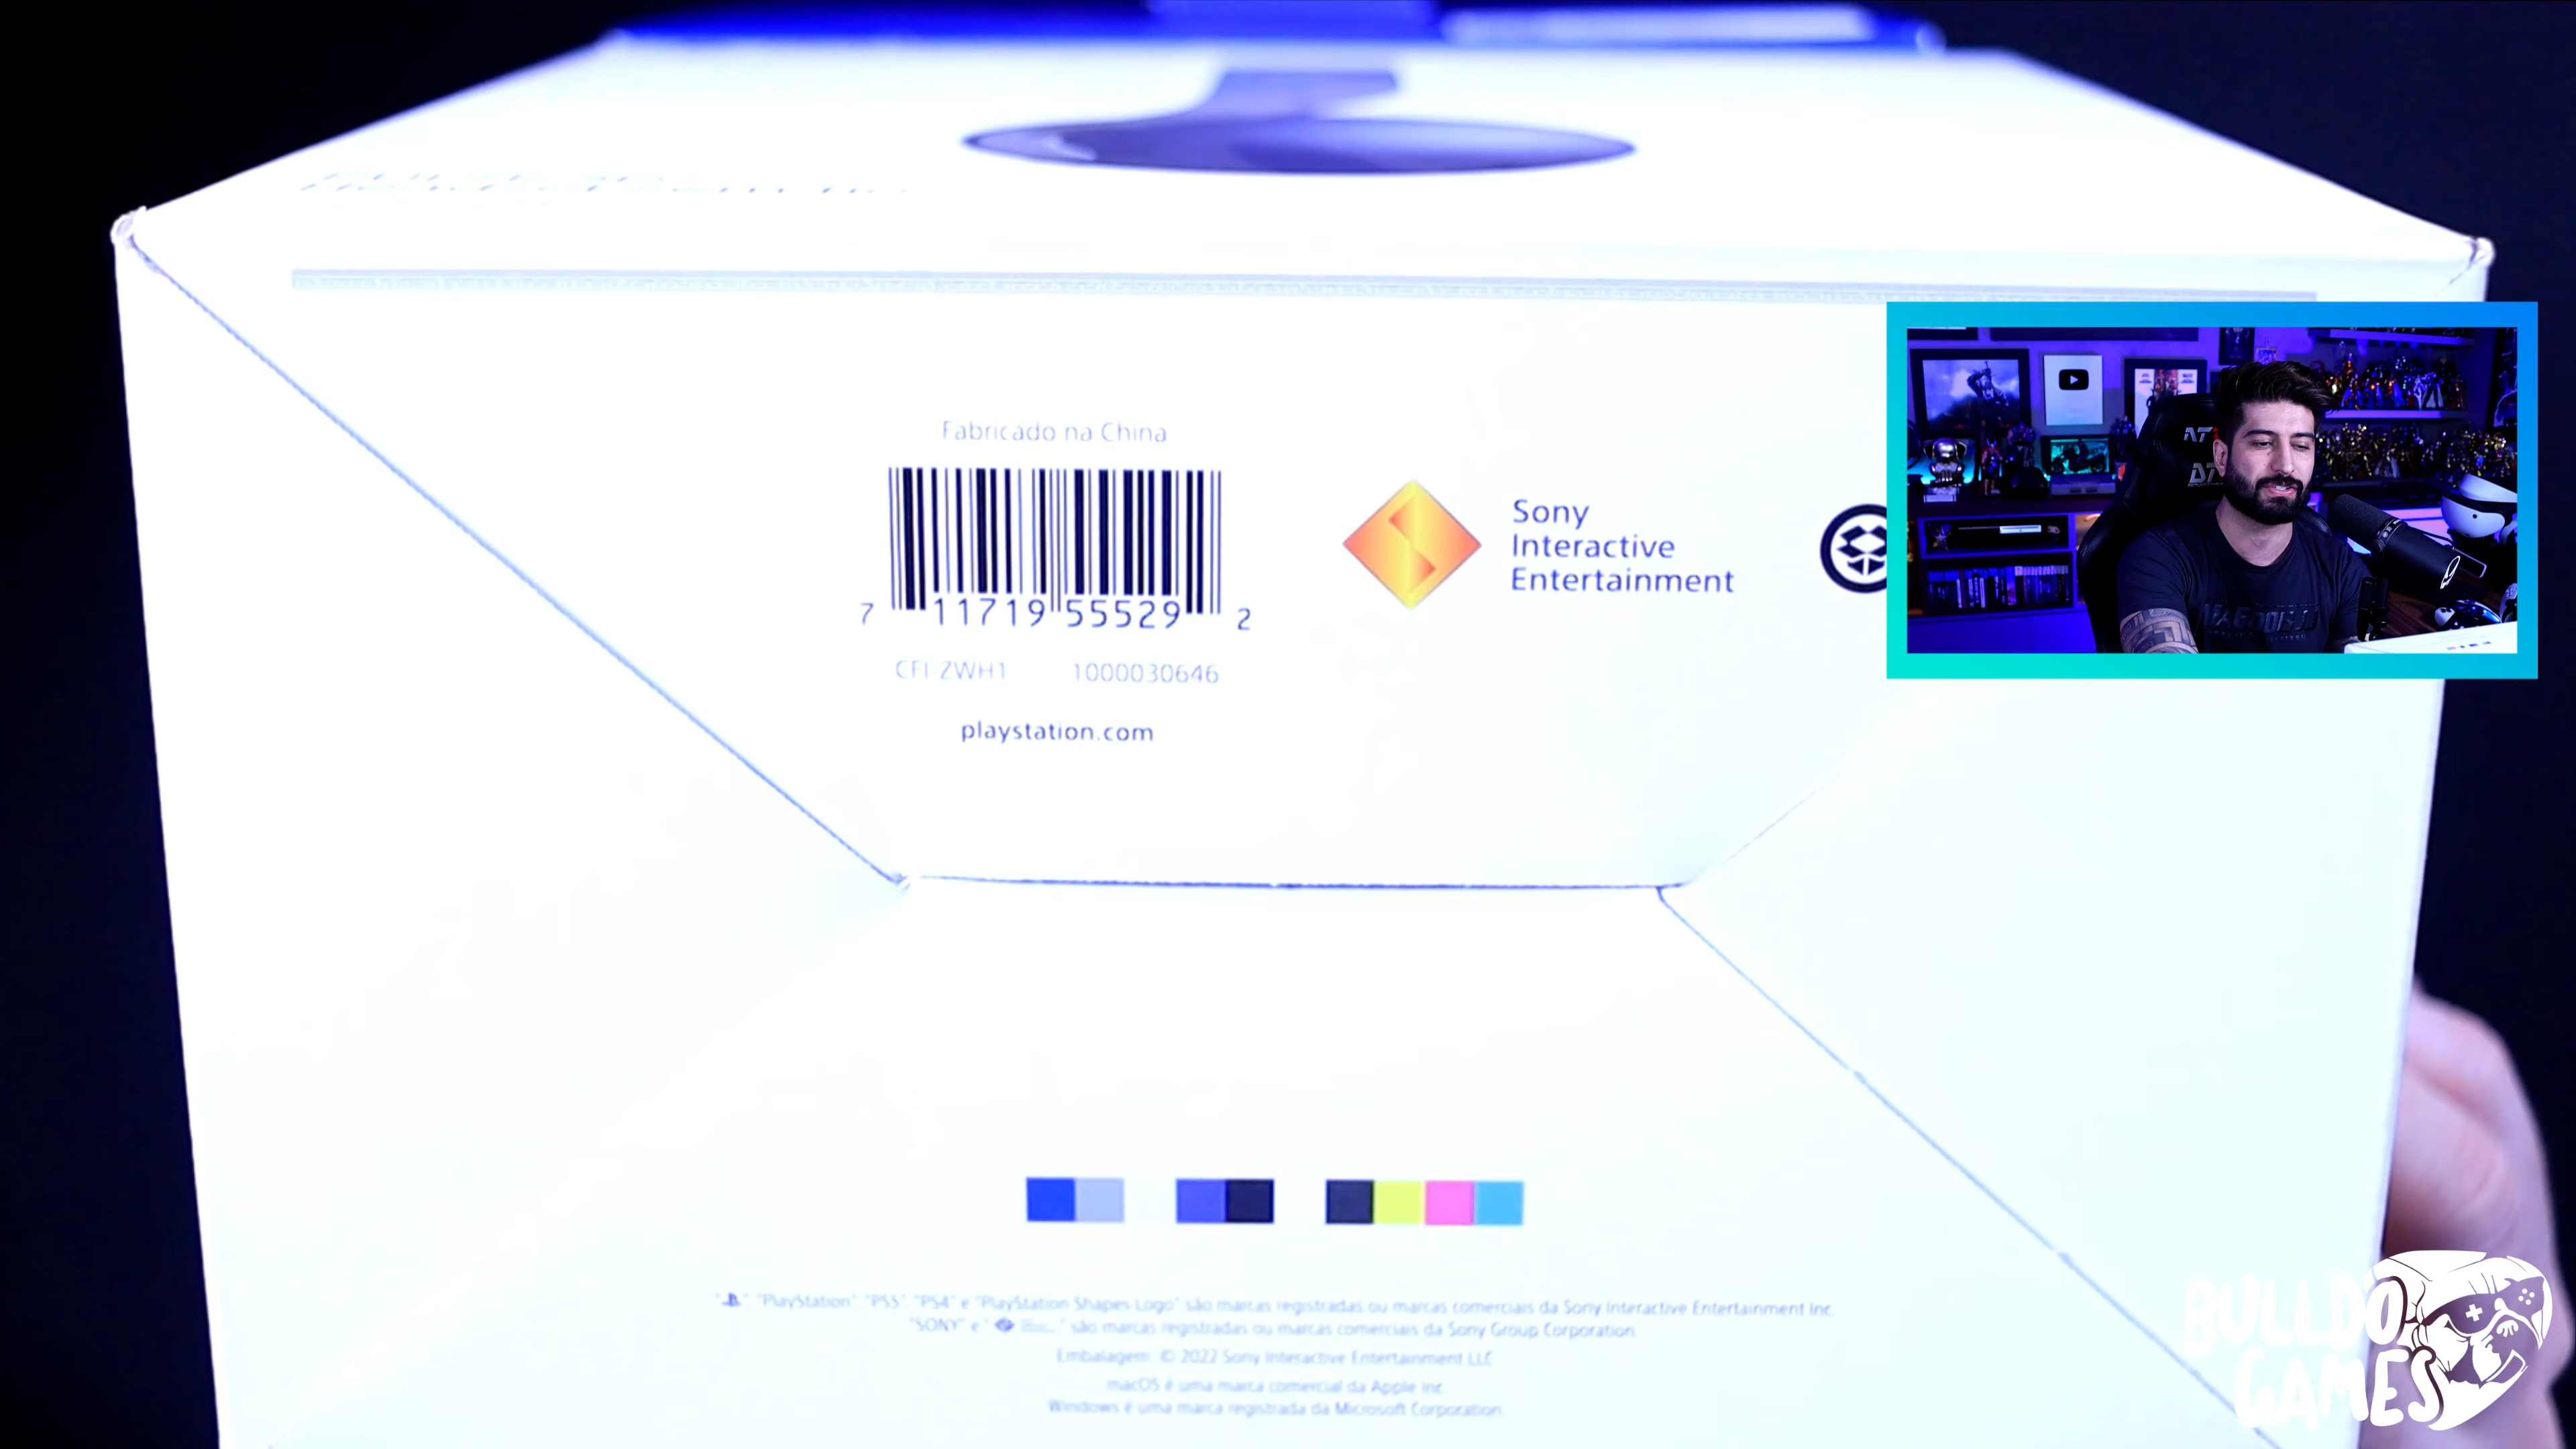 Fabricado na China
7 11719 55529 2
CFI-ZWH1 1000030646
playstation.com
Sony
Interactive
Entertainment
" " "PlayStation" "PS5" "PS4" e "PlayStation Shapes Logo" são marcas registradas ou marcas comerciais da Sony Interactive Entertainment Inc.
"SONY" e " " são marcas registradas ou marcas comerciais da Sony Group Corporation.
Embalagem: © 2022 Sony Interactive Entertainment LLC
macOS é uma marca comercial da Apple Inc.
Windows é uma marca registrada da Microsoft Corporation.
BULLDOG
GAMES